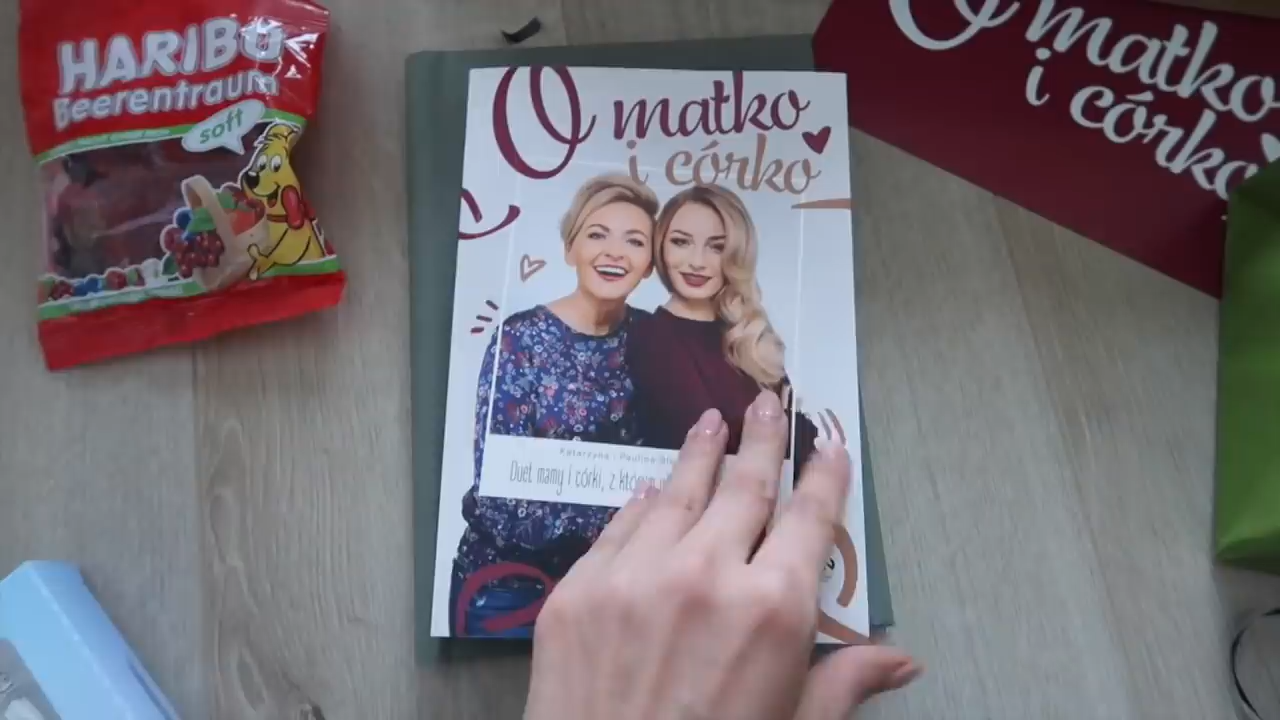 HARIBO
Beerentraum
soft
O matko
i córko
Katarzyna i Paulina
Duet mamy i córki, z którym
O matko
i córko